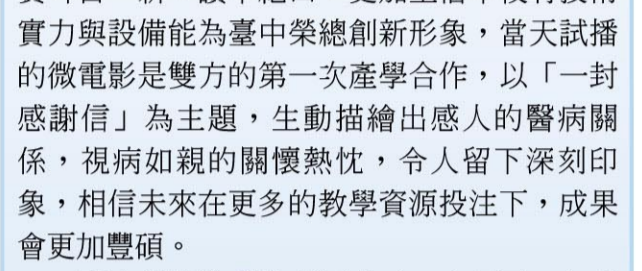 實力與設備能為臺中榮總創新形象，當天試播
的微電影是雙方的第一次產學合作，以「一封
感謝信」為主題，生動描繪出感人的醫病關
係，視病如親的關懷熱忱，令人留下深刻印
象，相信未來在更多的教學資源投注下，成果
會更加豐碩。